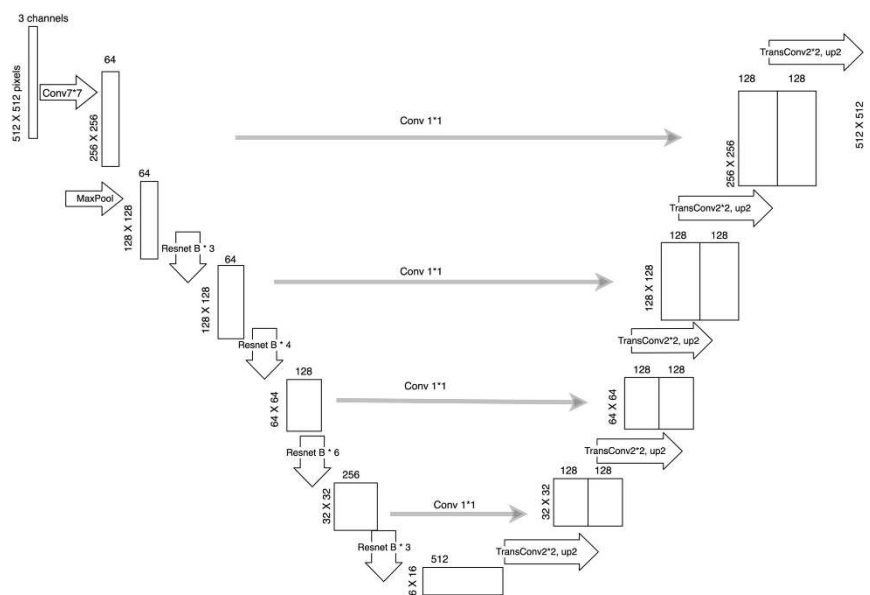 3 channels
512 X 512 pixels
Conv7*7
64
256 X 256
Conv 1*1
128 128
256 X 256
TransConv2*2, up2
512 X 512
MaxPool
64
128 X 128
Resnet B * 3
TransConv2*2, up2
64
128 X 128
Conv 1*1
128 128
128 X 128
Resnet B * 4
TransConv2*2, up2
128
64 X 64
Conv 1*1
128 128
64 X 64
Resnet B * 6
TransConv2*2, up2
256
32 X 32
Conv 1*1
128 128
32 X 32
Resnet B * 3
TransConv2*2, up2
512
6 X 16